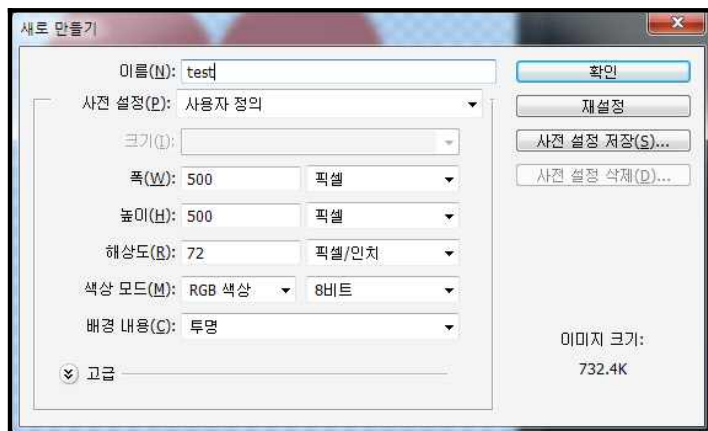 새로 만들기
이름(N): test 확인
사전 설정(P): 사용자 정의 재설정
크기(I): 사전 설정 저장(S)...
폭(W): 500 픽셀 사전 설정 삭제(D)...
높이(H): 500 픽셀
해상도(R): 72 픽셀/인치
색상 모드(M): RGB 색상 8비트
배경 내용(C): 투명
이미지 크기:
고급 732.4K